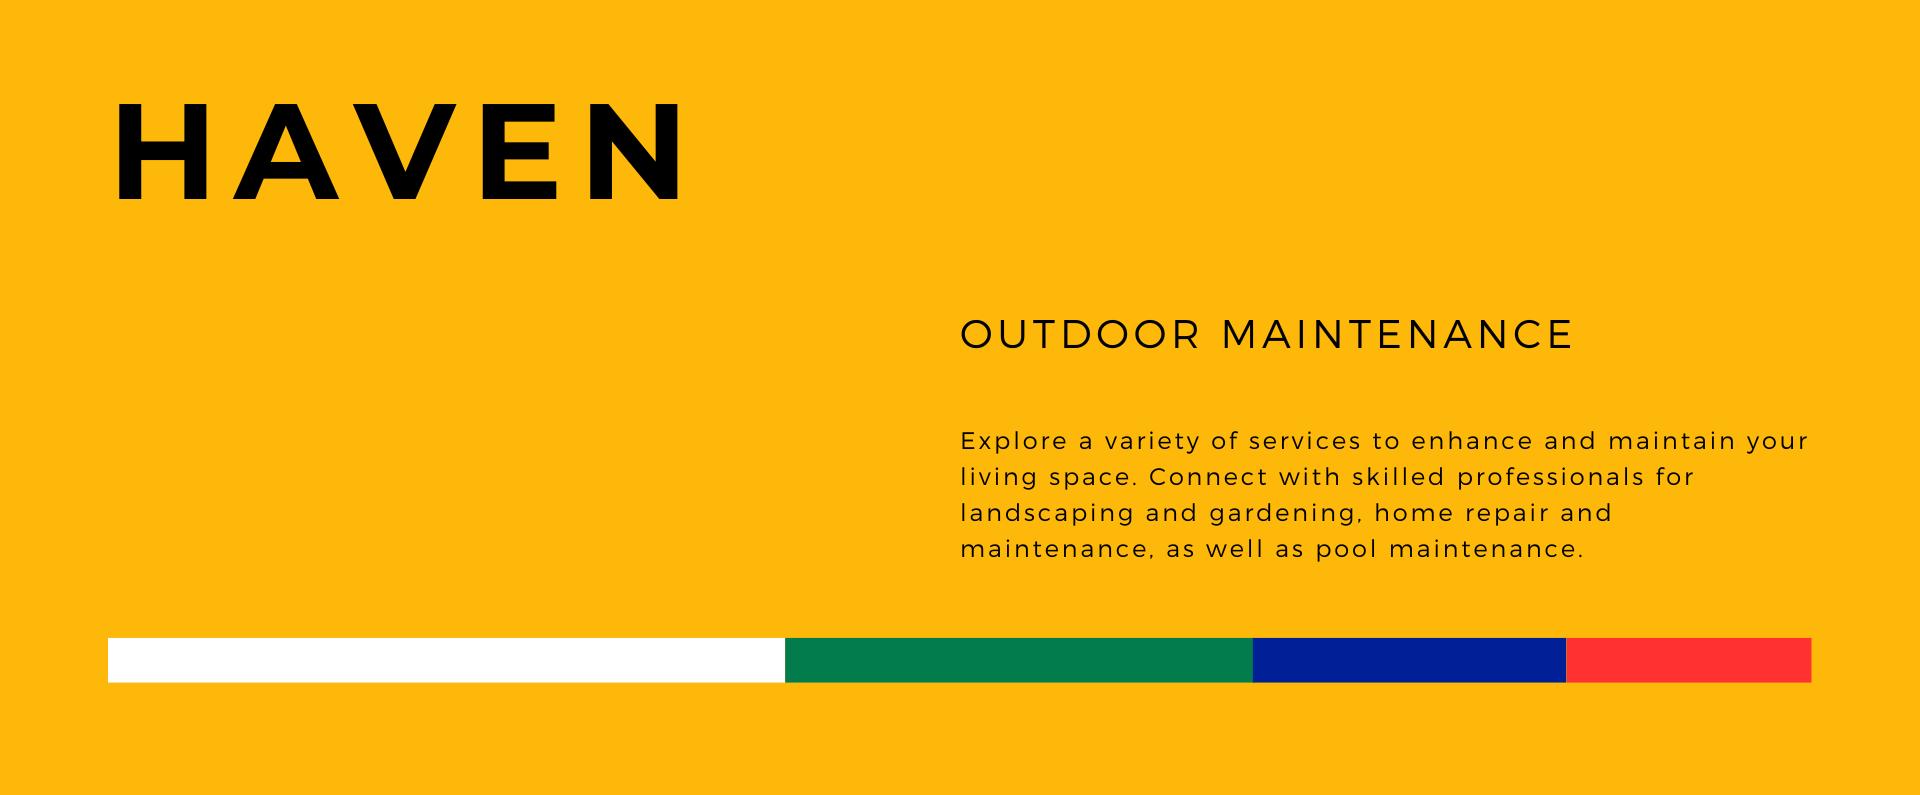 HAVEN
OUTDOOR MAINTENANCE
Explore a variety of services to enhance and maintain your
living space. Connect with skilled professionals for
landscaping and gardening, home repair and
maintenance, as well as pool maintenance.